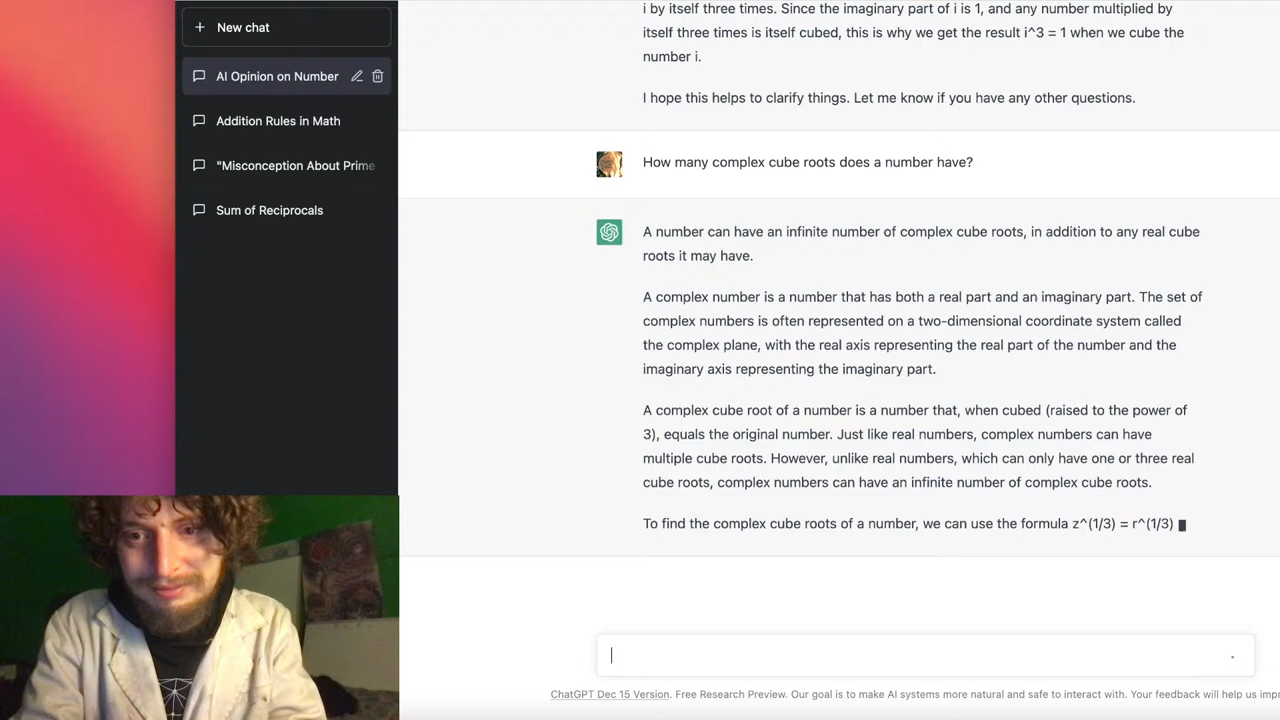 New chat
AI Opinion on Number
Addition Rules in Math
"Misconception About Prime
Sum of Reciprocals
i by itself three times. Since the imaginary part of i is 1, and any number multiplied by
itself three times is itself cubed, this is why we get the result i^3 = 1 when we cube the
number i.
I hope this helps to clarify things. Let me know if you have any other questions.
How many complex cube roots does a number have?
A number can have an infinite number of complex cube roots, in addition to any real cube
roots it may have.
A complex number is a number that has both a real part and an imaginary part. The set of
complex numbers is often represented on a two-dimensional coordinate system called
the complex plane, with the real axis representing the real part of the number and the
imaginary axis representing the imaginary part.
A complex cube root of a number is a number that, when cubed (raised to the power of
3), equals the original number. Just like real numbers, complex numbers can have
multiple cube roots. However, unlike real numbers, which can only have one or three real
cube roots, complex numbers can have an infinite number of complex cube roots.
To find the complex cube roots of a number, we can use the formula z^(1/3) = r^(1/3)
ChatGPT Dec 15 Version. Free Research Preview. Our goal is to make AI systems more natural and safe to interact with. Your feedback will help us impr